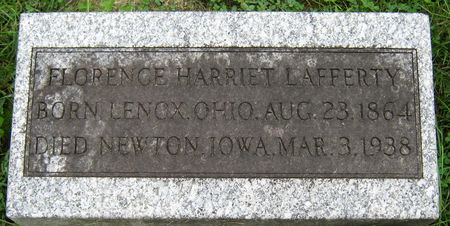 FLORENCE HARRIET LAFFERTY
BORN LENOX, OHIO, AUG. 23, 1864
DIED NEWTON, IOWA, MAR. 3, 1938